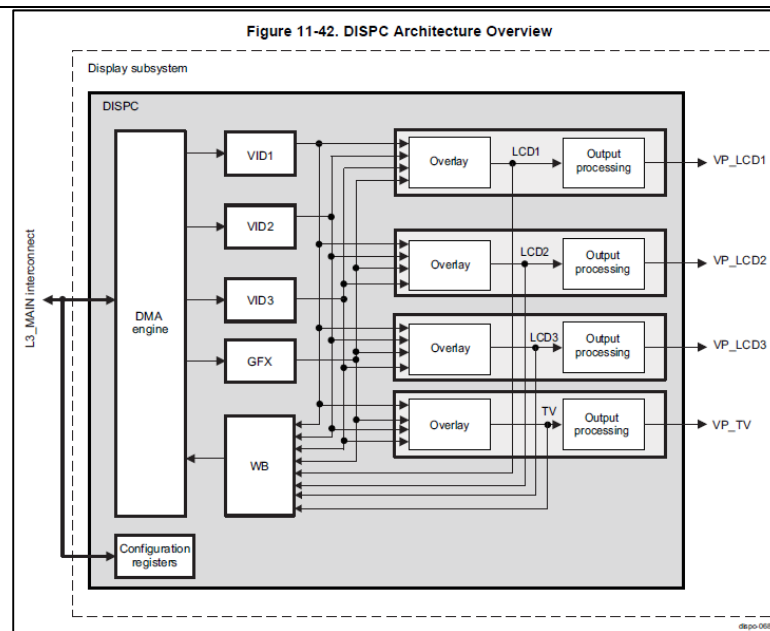 Figure 11-42. DISPC Architecture Overview
Display subsystem
DISPC
L3_MAIN interconnect
DMA
engine
VID1
VID2
VID3
GFX
WB
Configuration
registers
Overlay
LCD1
Output
processing
VP_LCD1
Overlay
LCD2
Output
processing
VP_LCD2
Overlay
LCD3
Output
processing
VP_LCD3
Overlay
TV
Output
processing
VP_TV